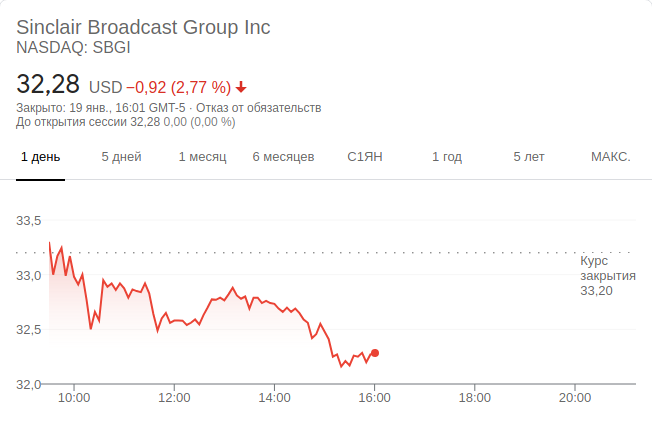 Sinclair Broadcast Group Inc
NASDAQ: SBGI
32,28 USD −0,92 (2,77 %)
Закрыто: 19 янв., 16:01 GMT-5 · Отказ от обязательств
До открытия сессии 32,28 0,00 (0,00 %)
1 день 5 дней 1 месяц 6 месяцев С1ЯН 1 год 5 лет МАКС.
33,5
Курс
закрытия
33,20
33,0
32,5
32,0
10:00 12:00 14:00 16:00 18:00 20:00